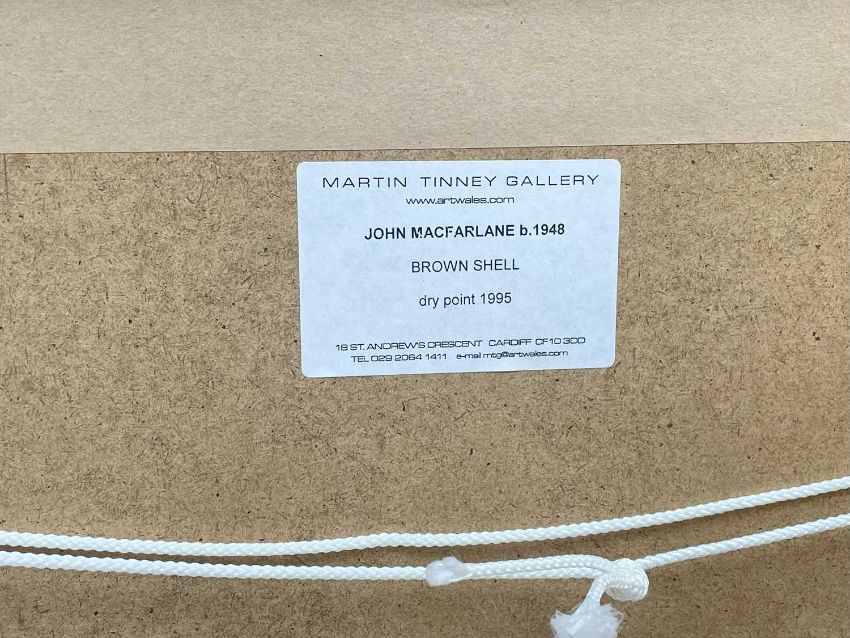 MARTIN TINNEY GALLERY
www.artwales.com
JOHN MACFARLANE b.1948
BROWN SHELL
dry point 1995
18 ST. ANDREW'S CRESCENT CARDIFF CF10 3DD
TEL 029 2064 1411 e-mail mtg@artwales.com